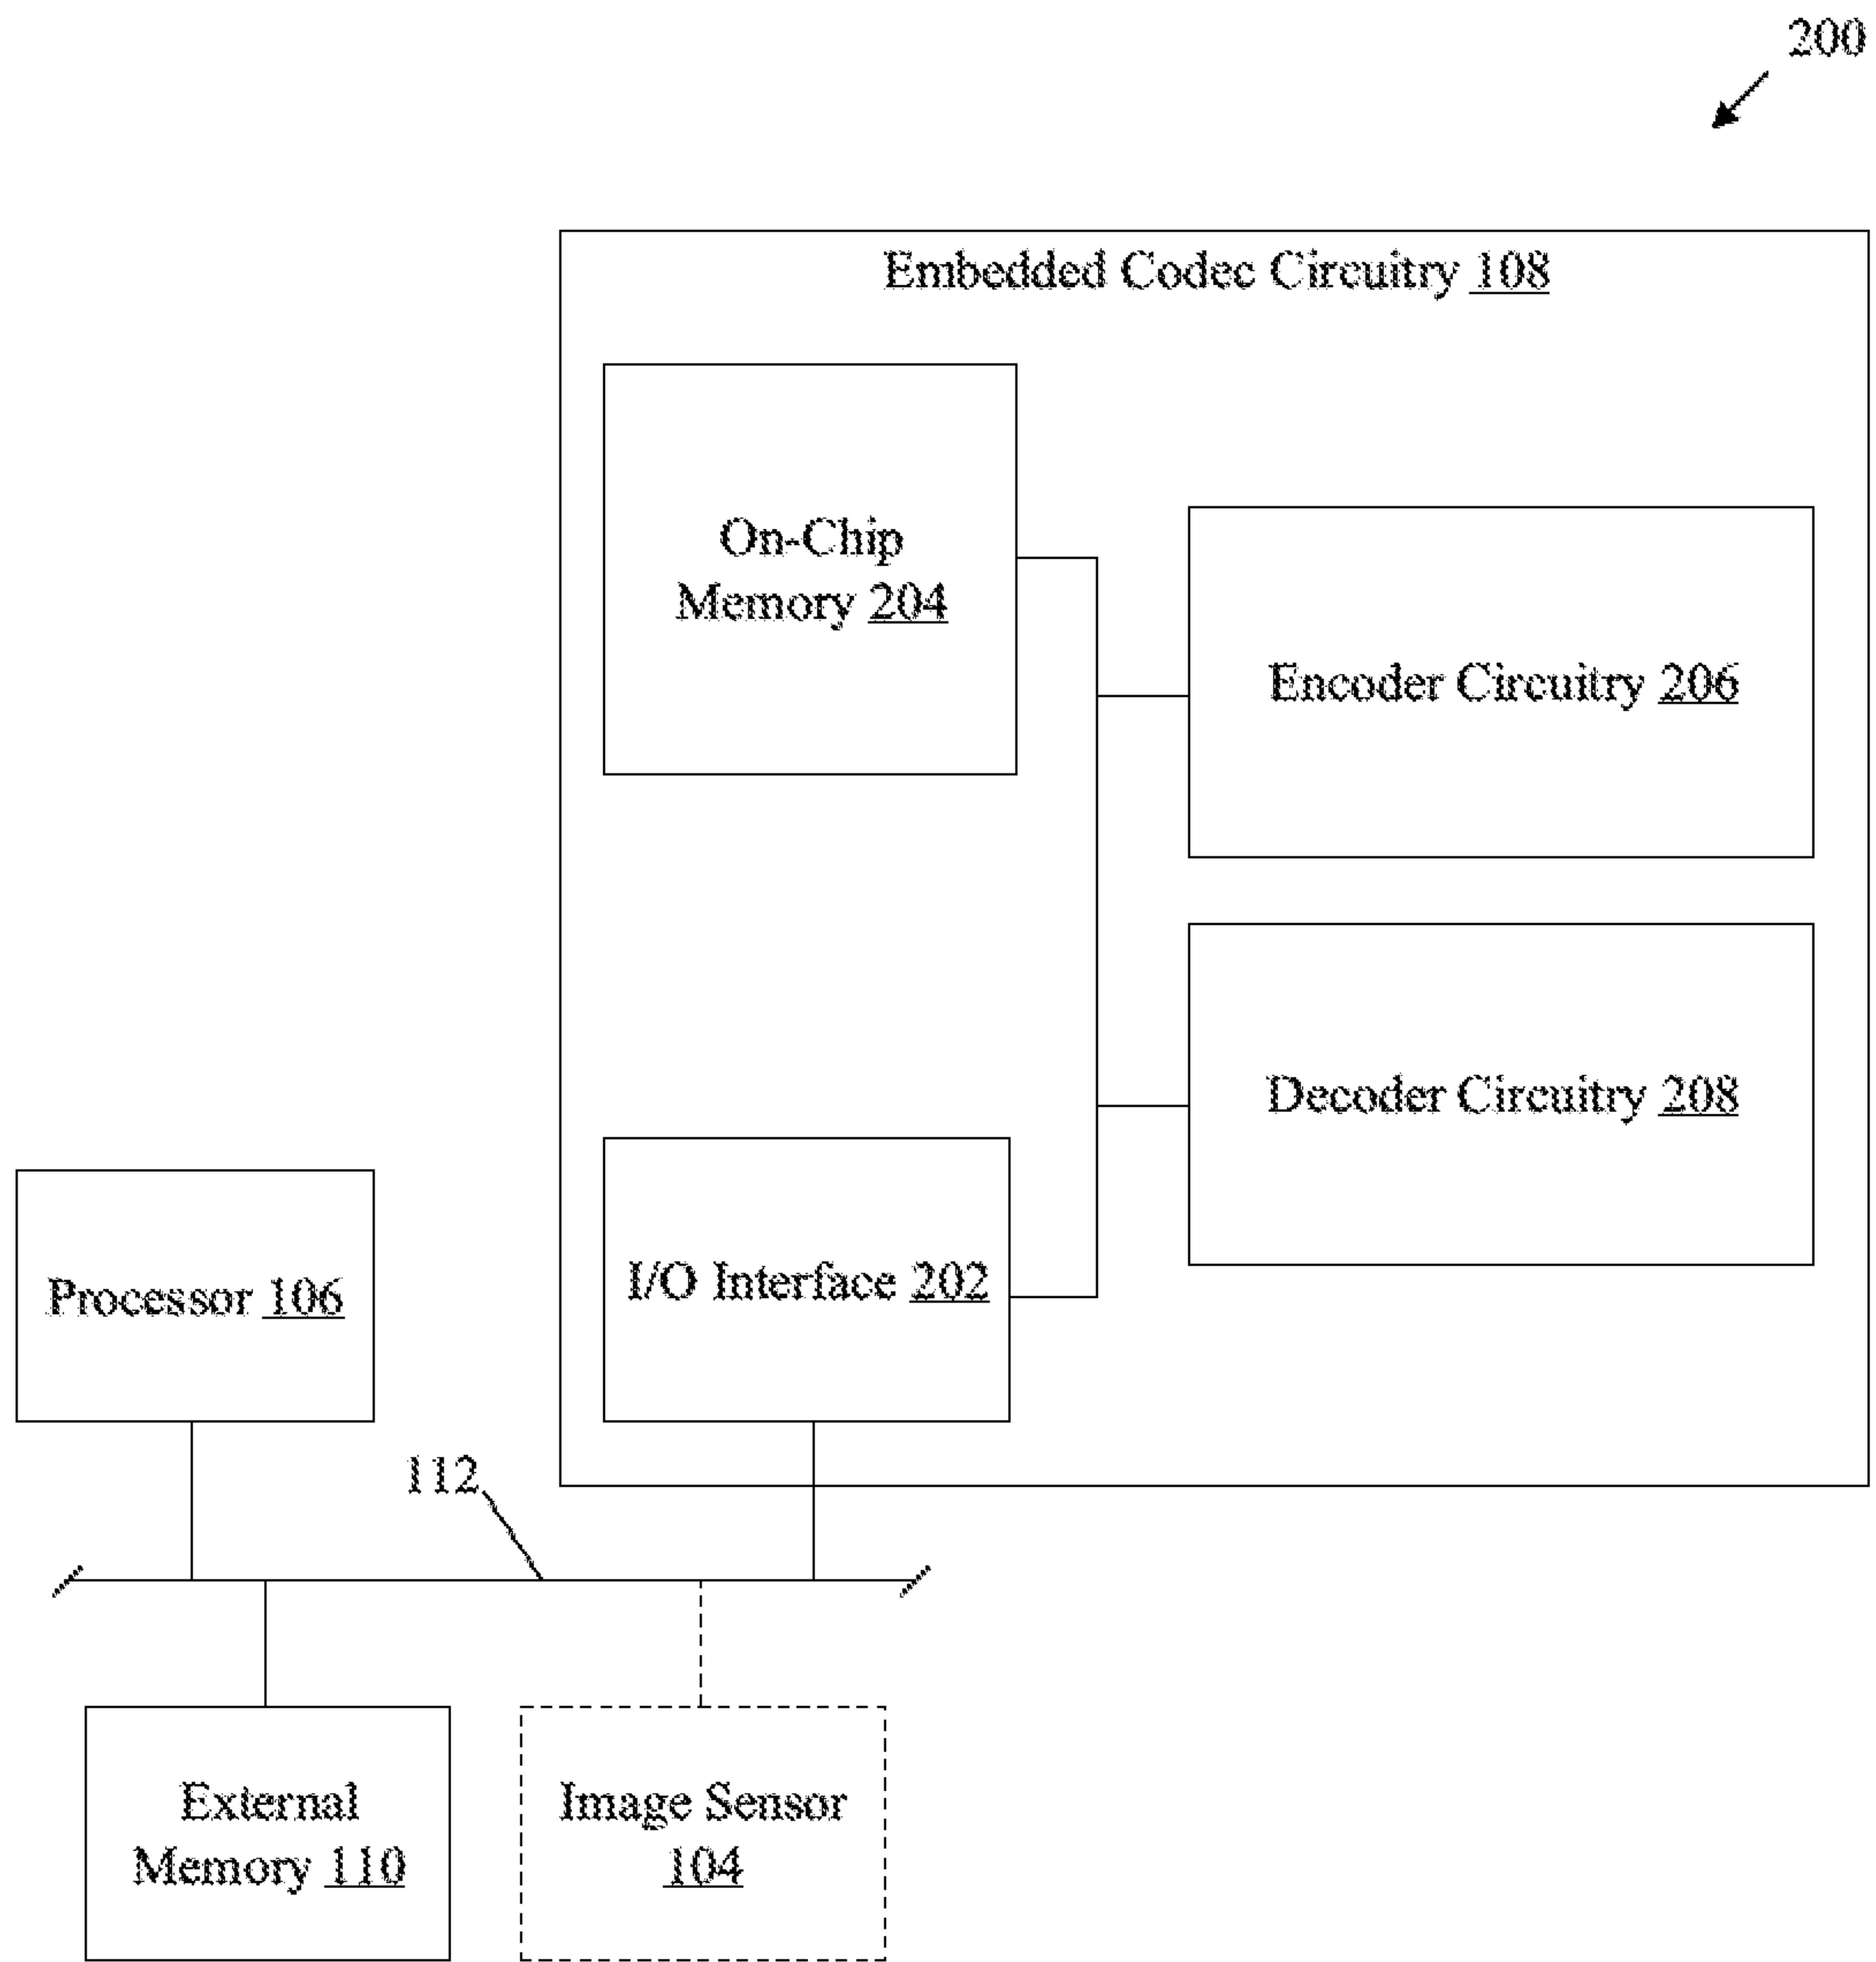 200
Embedded Codec Circuitry 108
On-Chip
Memory 204
Encoder Circuitry 206
Decoder Circuitry 208
I/O Interface 202
Processor 106
112
External
Memory 110
Image Sensor
104